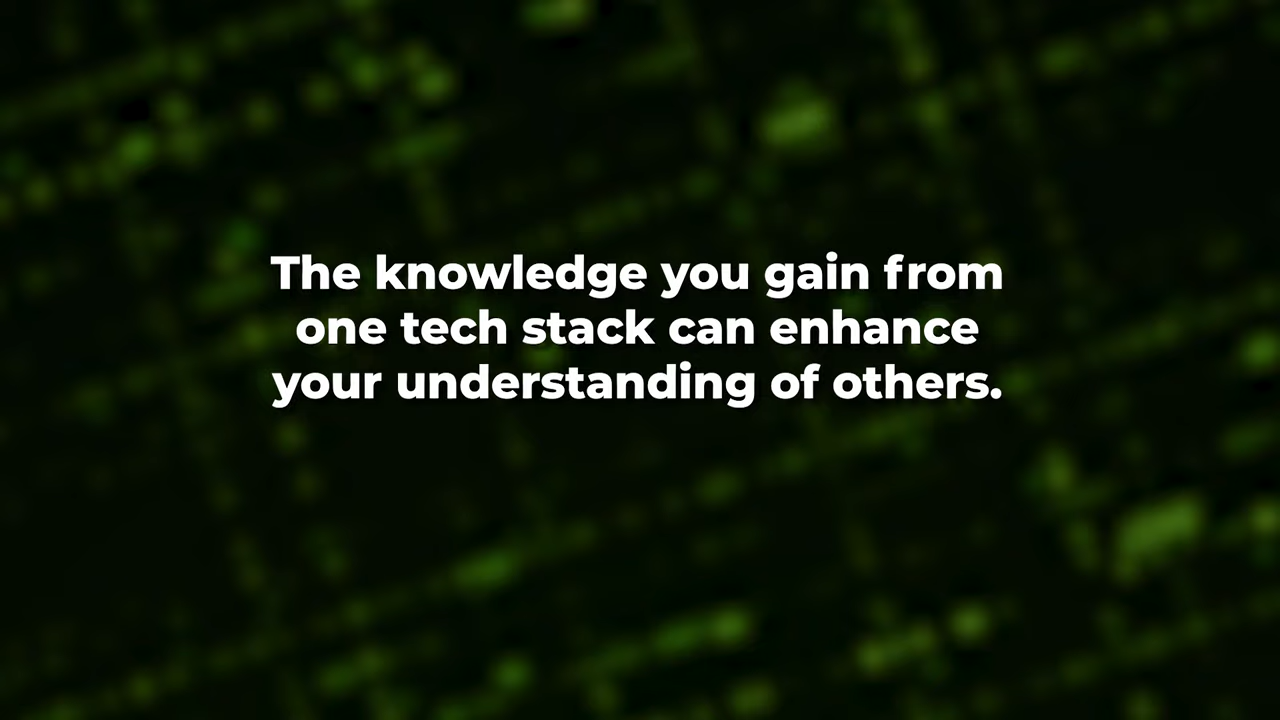 The knowledge you gain from
one tech stack can enhance
your understanding of others.